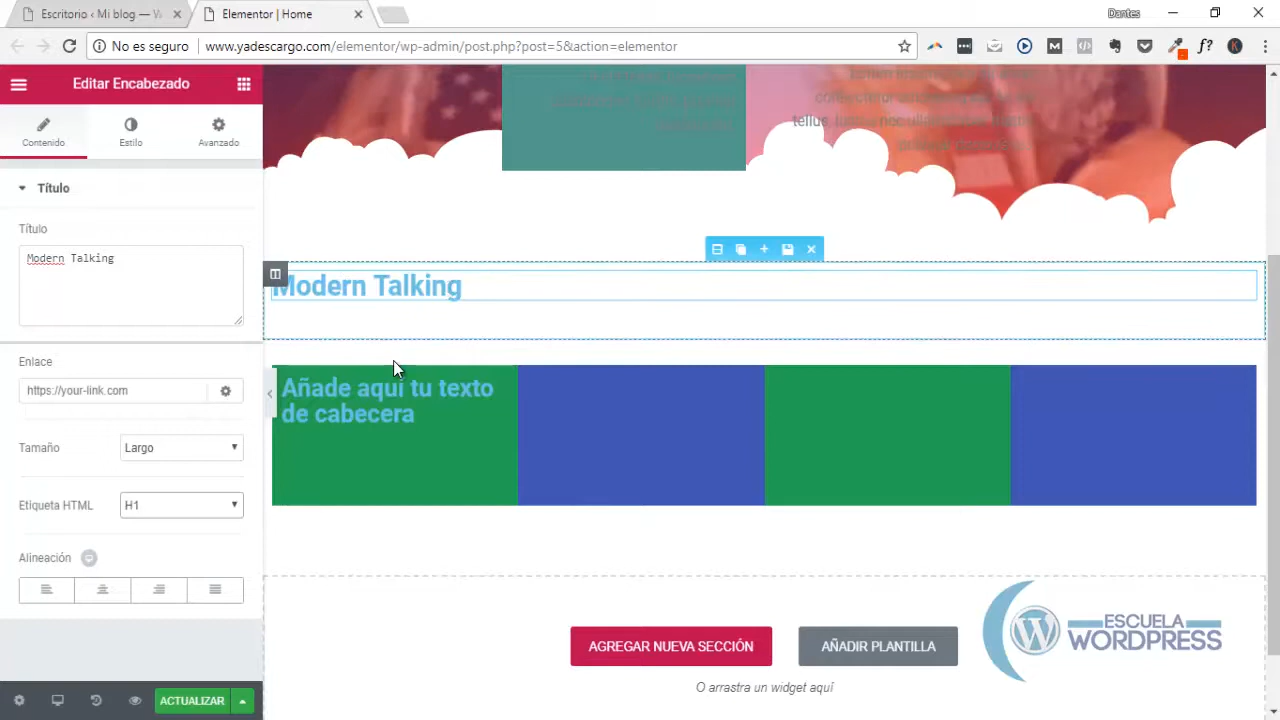 Escritorio ‹ Mi blog — V
Elementor | Home
Dantes
No es seguro
www.yadescargo.com/elementor/wp-admin/post.php?post=5&action=elementor
Editar Encabezado
Contenido
Estilo
Avanzado
Título
Título
Modern Talking
Enlace
https://your-link.com
Tamaño
Largo
Etiqueta HTML
H1
Alineación
ACTUALIZAR
Modern Talking
Añade aquí tu texto
de cabecera
AGREGAR NUEVA SECCIÓN
AÑADIR PLANTILLA
O arrastra un widget aquí
ESCUELA
WORDPRESS